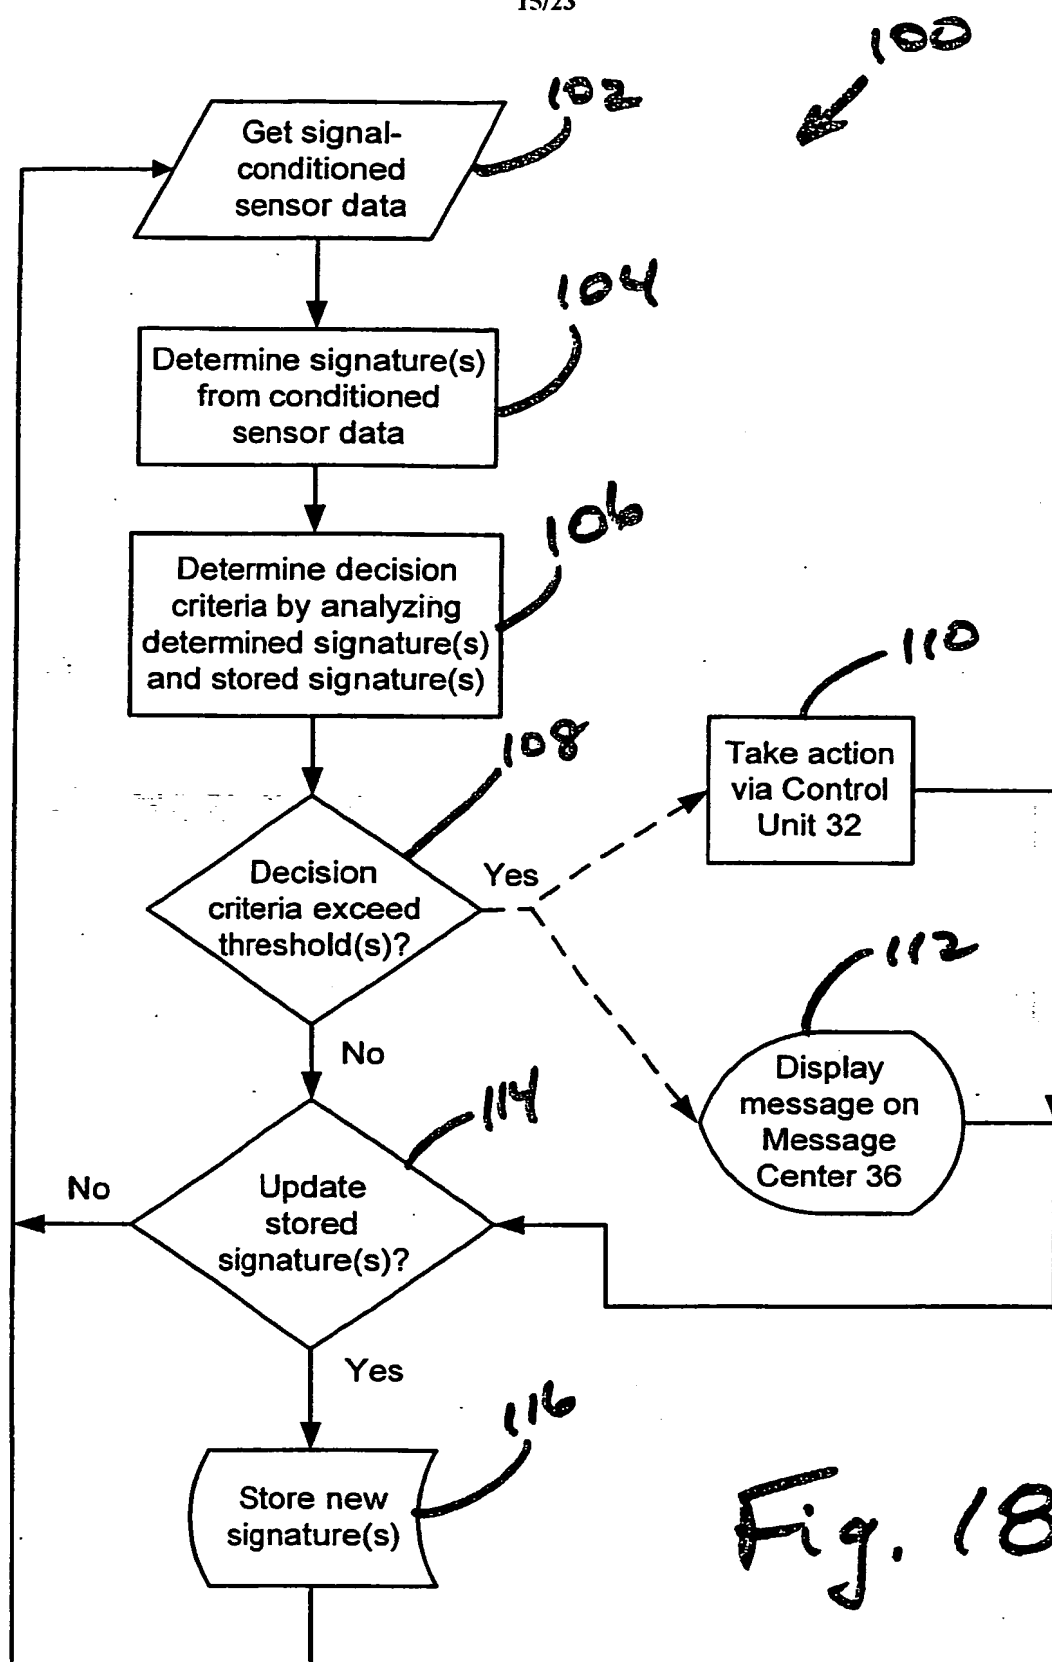 15/23
100
102
Get signal-
conditioned
sensor data
104
Determine signature(s)
from conditioned
sensor data
106
Determine decision
criteria by analyzing
determined signature(s)
and stored signature(s)
108
110
Take action
via Control
Unit 32
Decision
criteria exceed
threshold(s)?
Yes
112
No
Display
message on
Message
Center 36
114
No
Update
stored
signature(s)?
Yes
116
Store new
signature(s)
Fig. 18